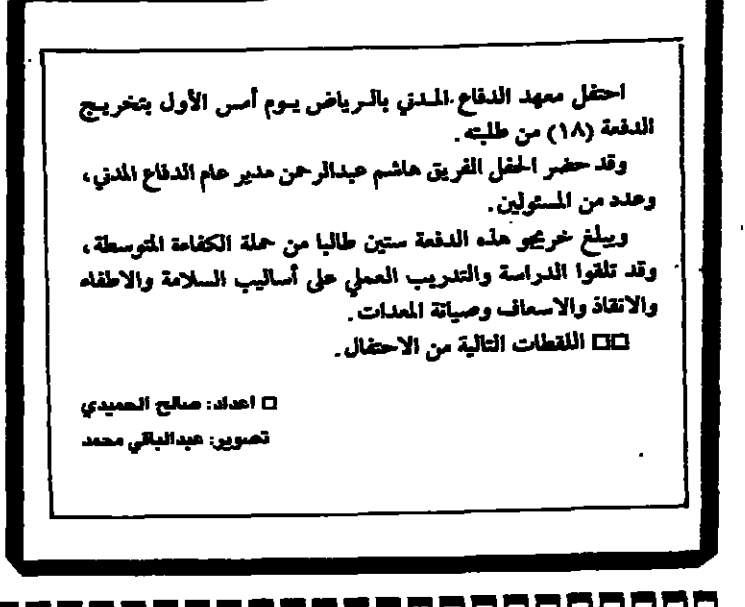 احتفل معهد الدفاع المدني بالرياض يوم أمس الأول بتخريج
الدفعة (١٨) من طلبته.
وقد حضر الحفل الفريق هاشم عبدالرحمن مدير عام الدفاع المدني،
وعدد من المسئولين.
ويبلغ خريجو هذه الدفعة ستين طالبا من حملة الكفاءة المتوسطة،
وقد تلقوا الدراسة والتدريب العملي على أساليب السلامة والاطفاء
والانقاذ والاسعاف وصيانة المعدات.
□□ اللقطات التالية من الاحتفال.
□ اعداد: صالح الحميدي
تصوير: عبدالباقي محمد